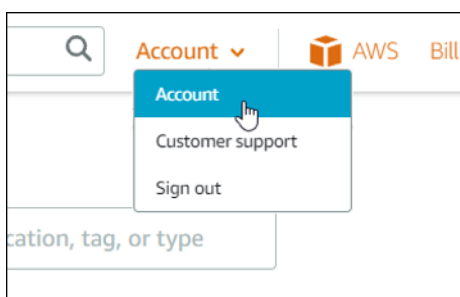 Account AWS Bill
Account
Customer support
Sign out
cation, tag, or type